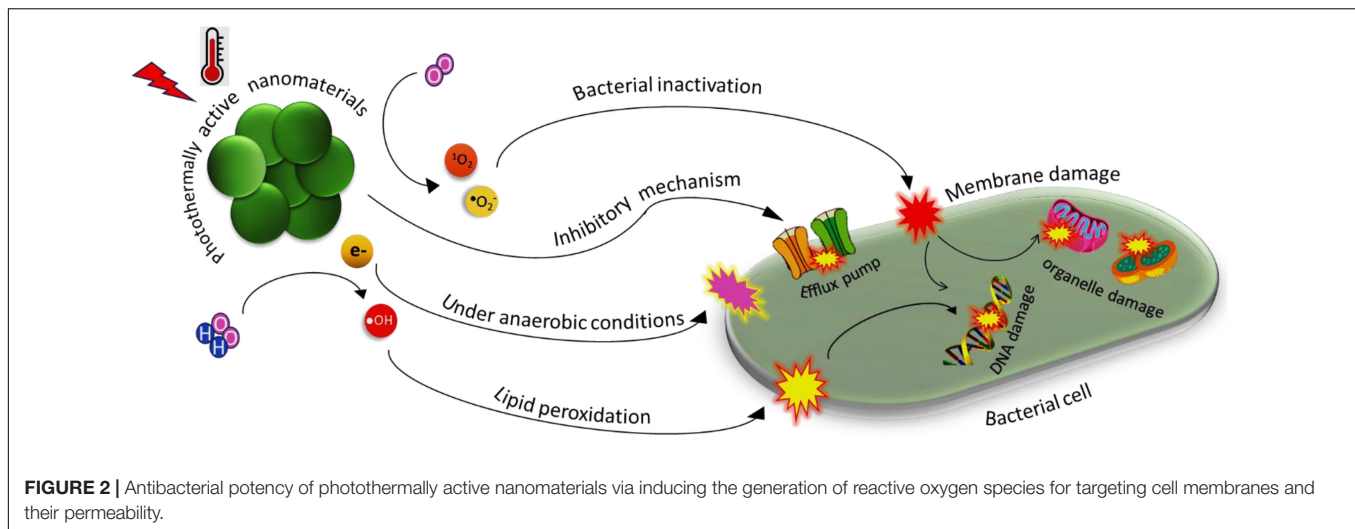 Photothermally active nanomaterials
O
O
Bacterial inactivation
¹O₂
•O₂⁻
Inhibitory mechanism
Membrane damage
Efflux pump
organelle damage
DNA damage
e-
Under anaerobic conditions
•OH
H
O
O
H
Lipid peroxidation
Bacterial cell
FIGURE 2 | Antibacterial potency of photothermally active nanomaterials via inducing the generation of reactive oxygen species for targeting cell membranes and
their permeability.